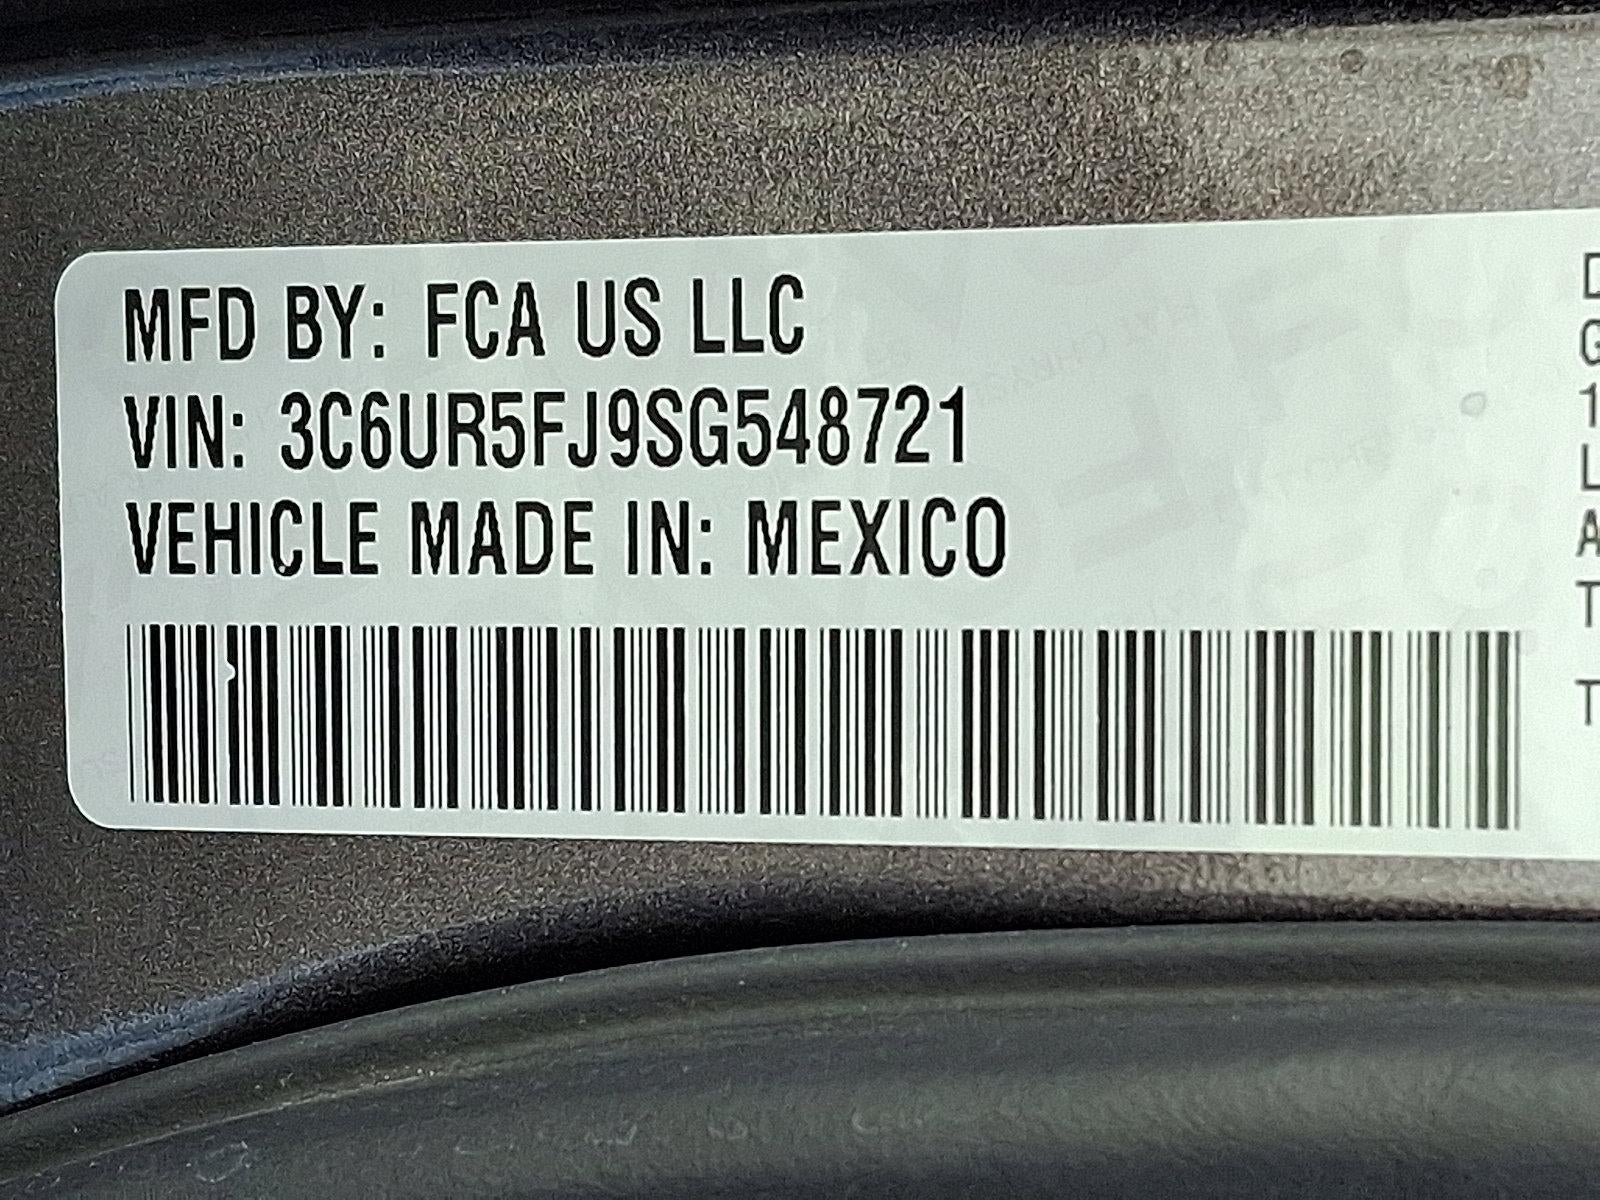 MFD BY: FCA US LLC
VIN: 3C6UR5FJ9SG548721
VEHICLE MADE IN: MEXICO